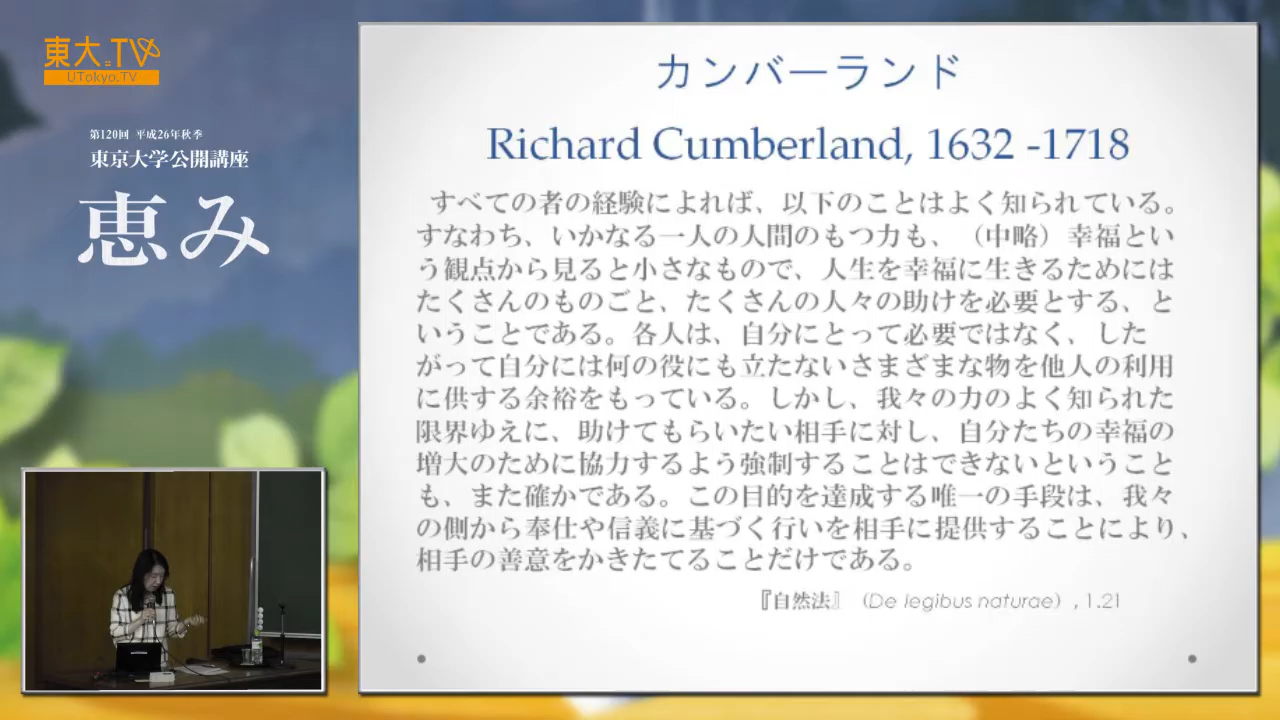 東大.TV
UTokyo.TV
第120回 平成26年秋季
東京大学公開講座
恵み
カンバーランド
Richard Cumberland, 1632 -1718
すべての者の経験によれば、以下のことはよく知られている。
すなわち、いかなる一人の人間のもつ力も、（中略）幸福とい
う観点から見ると小さなもので、人生を幸福に生きるためには
たくさんのものごと、たくさんの人々の助けを必要とする、と
いうことである。各人は、自分にとって必要ではなく、した
がって自分には何の役にも立たないさまざまな物を他人の利用
に供する余裕をもっている。しかし、我々の力のよく知られた
限界ゆえに、助けてもらいたい相手に対し、自分たちの幸福の
増大のために協力するよう強制することはできないということ
も、また確かである。この目的を達成する唯一の手段は、我々
の側から奉仕や信義に基づく行いを相手に提供することにより、
相手の善意をかきたてることだけである。
『自然法』（De legibus naturae）, 1.21